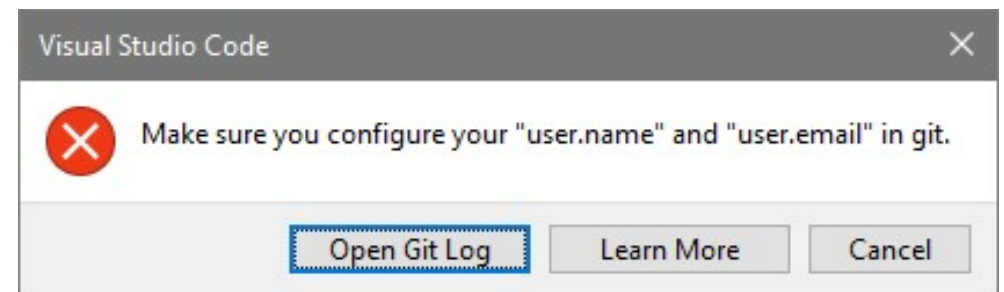 Visual Studio Code
Make sure you configure your "user.name" and "user.email" in git.
Open Git Log
Learn More
Cancel